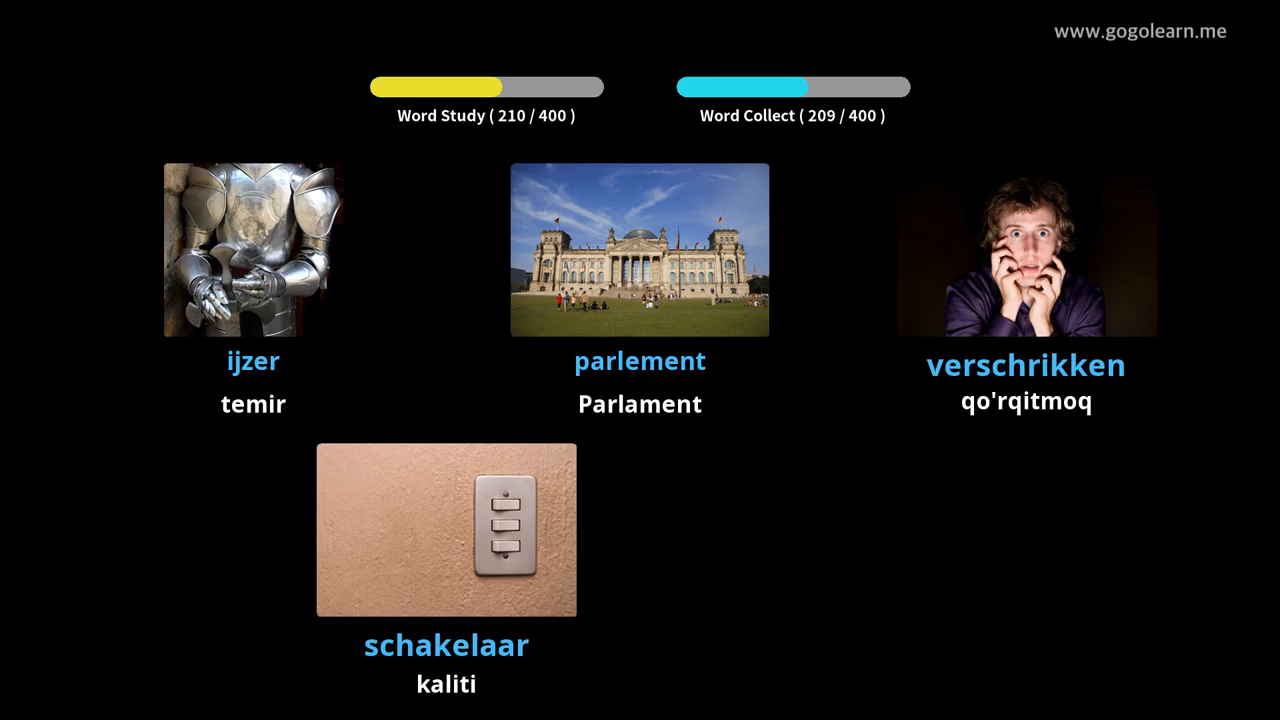 www.gogolearn.me
Word Study ( 210 / 400 )
Word Collect ( 209 / 400 )
ijzer
temir
parlement
Parlament
verschrikken
qo'rqitmoq
schakelaar
kaliti